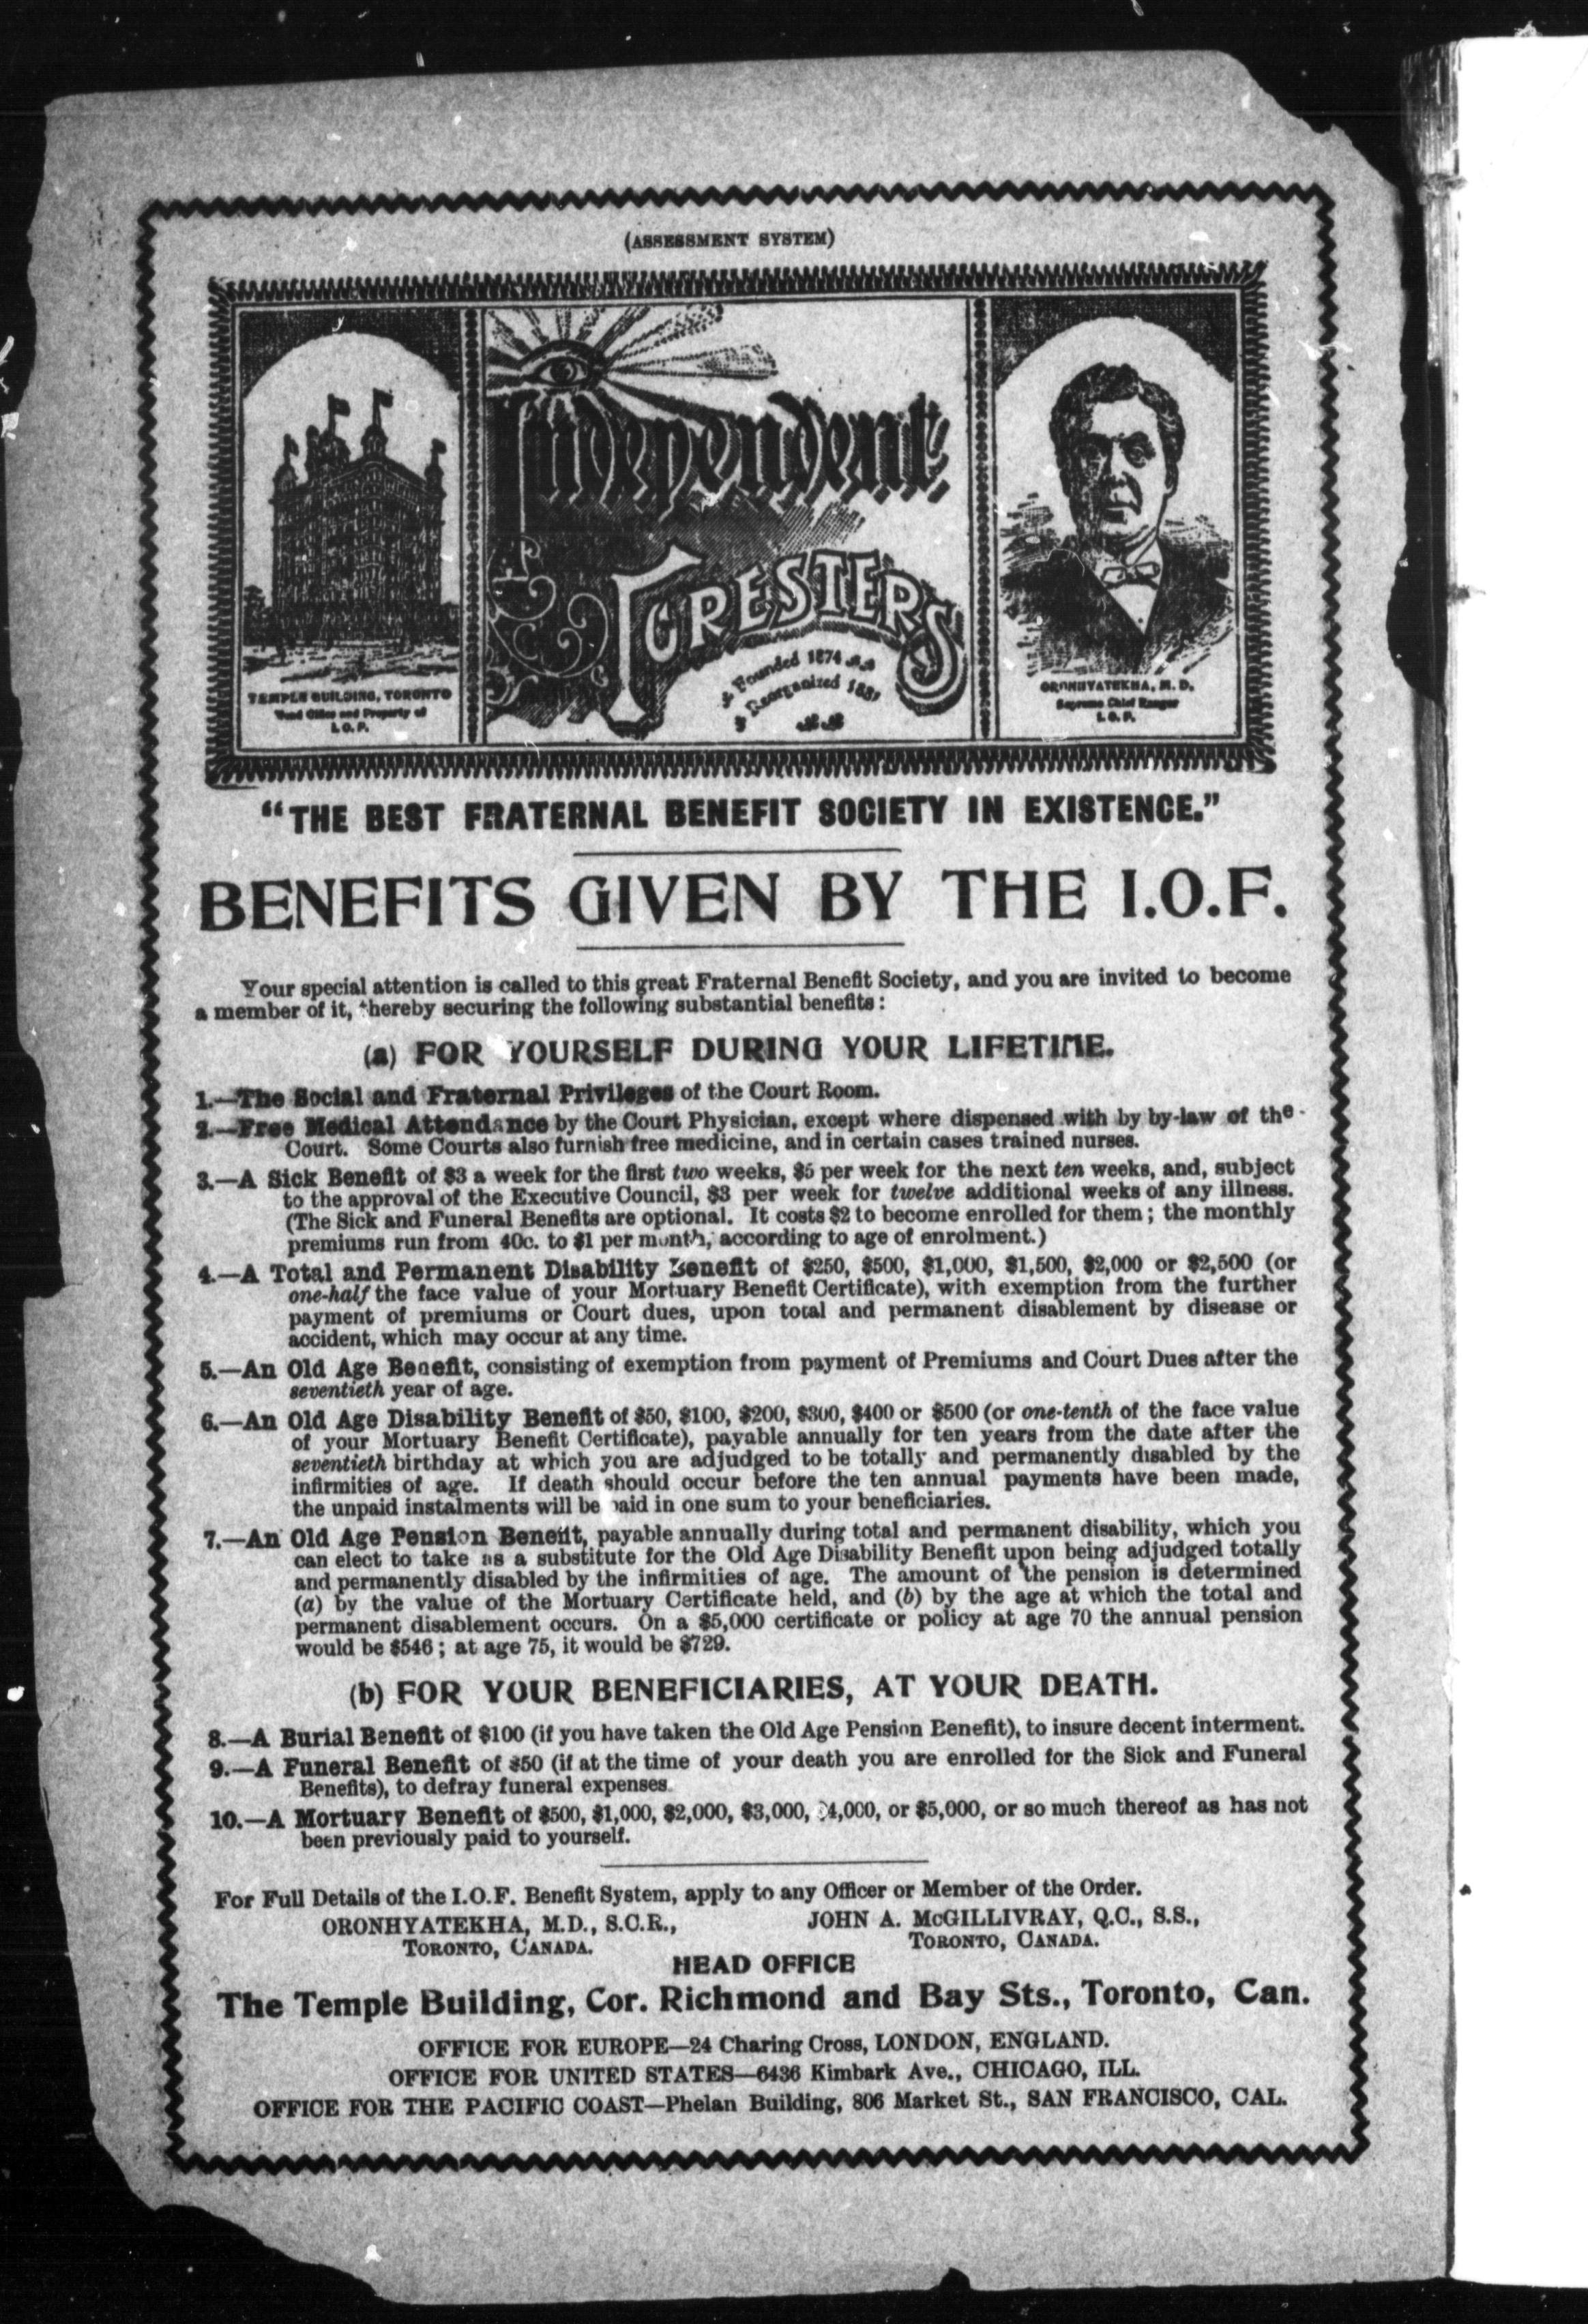 (ASSESSMENT SYSTEM)
Independent
FORESTERS
Founded 1874
Reorganized 1881
TEMPLE BUILDING, TORONTO
Head Office and Property of
I. O. F.
ORONHYATEKHA, M. D.
Supreme Chief Ranger
I. O. F.
"THE BEST FRATERNAL BENEFIT SOCIETY IN EXISTENCE."
BENEFITS GIVEN BY THE I.O.F.
Your special attention is called to this great Fraternal Benefit Society, and you are invited to become
a member of it, thereby securing the following substantial benefits:
(a) FOR YOURSELF DURING YOUR LIFETIME.
1.—The Social and Fraternal Privileges of the Court Room.
2.—Free Medical Attendance by the Court Physician, except where dispensed with by by-law of the
Court. Some Courts also furnish free medicine, and in certain cases trained nurses.
3.—A Sick Benefit of $3 a week for the first two weeks, $5 per week for the next ten weeks, and, subject
to the approval of the Executive Council, $3 per week for twelve additional weeks of any illness.
(The Sick and Funeral Benefits are optional. It costs $2 to become enrolled for them; the monthly
premiums run from 40c. to $1 per month, according to age of enrolment.)
4.—A Total and Permanent Disability Benefit of $250, $500, $1,000, $1,500, $2,000 or $2,500 (or
one-half the face value of your Mortuary Benefit Certificate), with exemption from the further
payment of premiums or Court dues, upon total and permanent disablement by disease or
accident, which may occur at any time.
5.—An Old Age Benefit, consisting of exemption from payment of Premiums and Court Dues after the
seventieth year of age.
6.—An Old Age Disability Benefit of $50, $100, $200, $300, $400 or $500 (or one-tenth of the face value
of your Mortuary Benefit Certificate), payable annually for ten years from the date after the
seventieth birthday at which you are adjudged to be totally and permanently disabled by the
infirmities of age. If death should occur before the ten annual payments have been made,
the unpaid instalments will be paid in one sum to your beneficiaries.
7.—An Old Age Pension Benefit, payable annually during total and permanent disability, which you
can elect to take as a substitute for the Old Age Disability Benefit upon being adjudged totally
and permanently disabled by the infirmities of age. The amount of the pension is determined
(a) by the value of the Mortuary Certificate held, and (b) by the age at which the total and
permanent disablement occurs. On a $5,000 certificate or policy at age 70 the annual pension
would be $546; at age 75, it would be $729.
(b) FOR YOUR BENEFICIARIES, AT YOUR DEATH.
8.—A Burial Benefit of $100 (if you have taken the Old Age Pension Benefit), to insure decent interment.
9.—A Funeral Benefit of $50 (if at the time of your death you are enrolled for the Sick and Funeral
Benefits), to defray funeral expenses.
10.—A Mortuary Benefit of $500, $1,000, $2,000, $3,000, $4,000, or $5,000, or so much thereof as has not
been previously paid to yourself.
For Full Details of the I.O.F. Benefit System, apply to any Officer or Member of the Order.
ORONHYATEKHA, M.D., S.C.R.,
TORONTO, CANADA.
JOHN A. McGILLIVRAY, Q.C., S.S.,
TORONTO, CANADA.
HEAD OFFICE
The Temple Building, Cor. Richmond and Bay Sts., Toronto, Can.
OFFICE FOR EUROPE—24 Charing Cross, LONDON, ENGLAND.
OFFICE FOR UNITED STATES—6436 Kimbark Ave., CHICAGO, ILL.
OFFICE FOR THE PACIFIC COAST—Phelan Building, 806 Market St., SAN FRANCISCO, CAL.